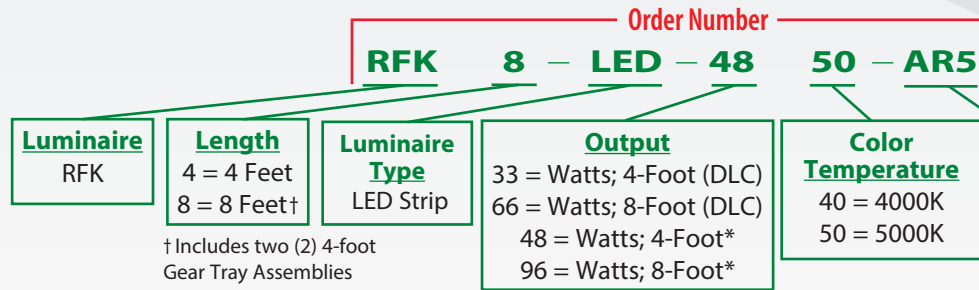 Order Number
RFK 8 – LED – 48 50 – AR5
Luminaire
RFK
Length
4 = 4 Feet
8 = 8 Feet†
† Includes two (2) 4-foot
Gear Tray Assemblies
Luminaire
Type
LED Strip
Output
33 = Watts; 4-Foot (DLC)
66 = Watts; 8-Foot (DLC)
48 = Watts; 4-Foot*
96 = Watts; 8-Foot*
Color
Temperature
40 = 4000K
50 = 5000K